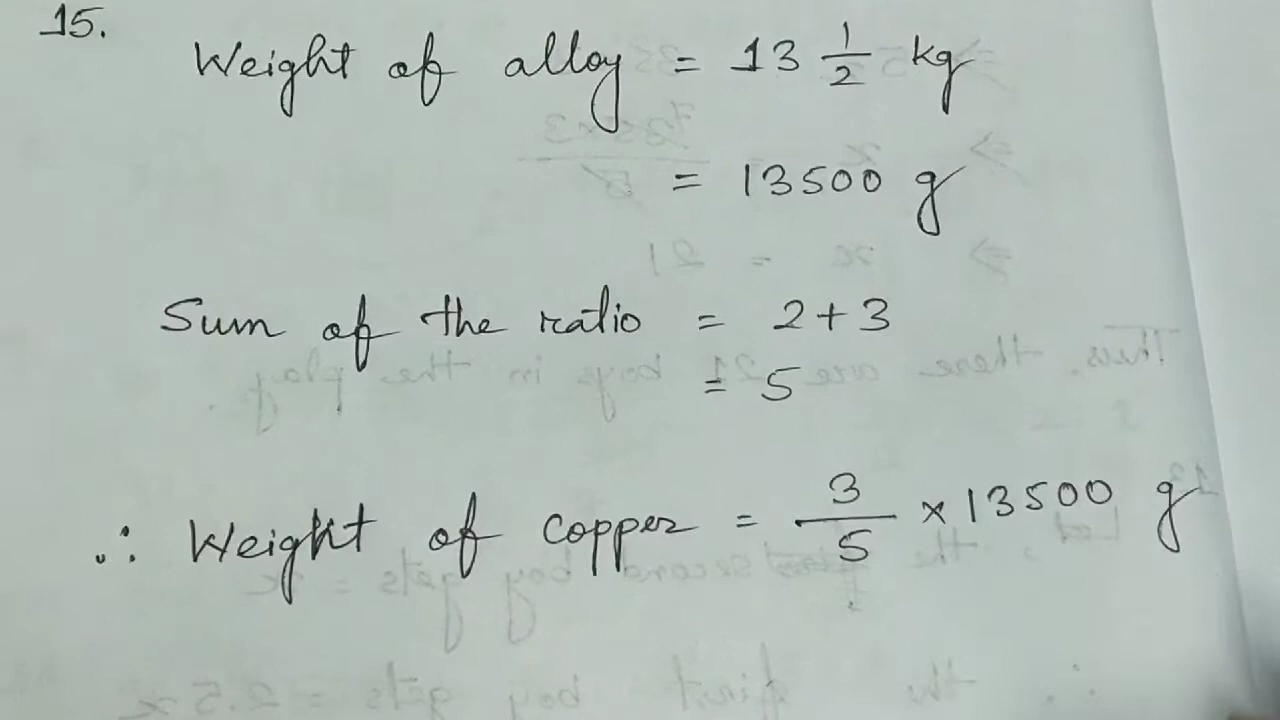 15.
Weight of alloy = 13 1/2 kg
= 13500 g
Sum of the ratio = 2+3
= 5
∴ Weight of copper = 3/5 × 13500 g